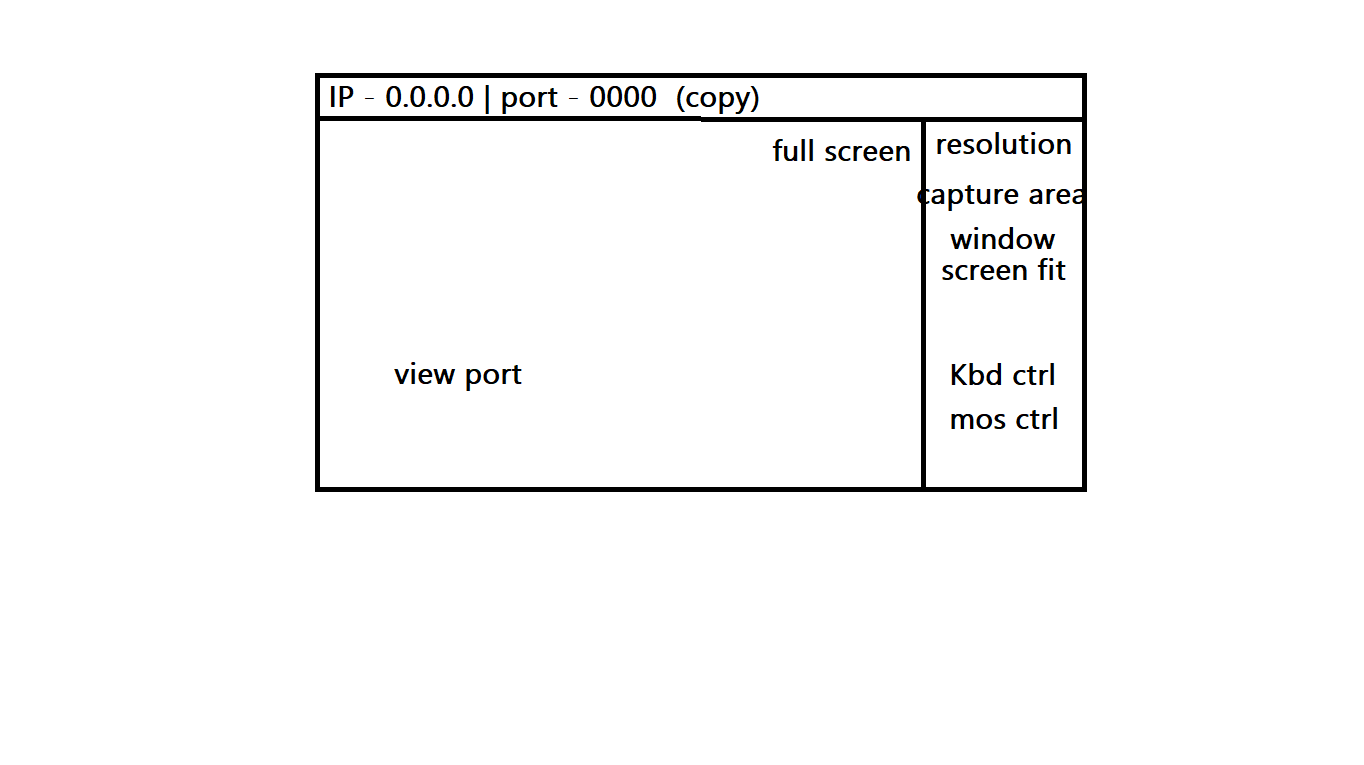 IP - 0.0.0.0 | port - 0000 (copy)
full screen
resolution
capture area
window
screen fit
view port
Kbd ctrl
mos ctrl